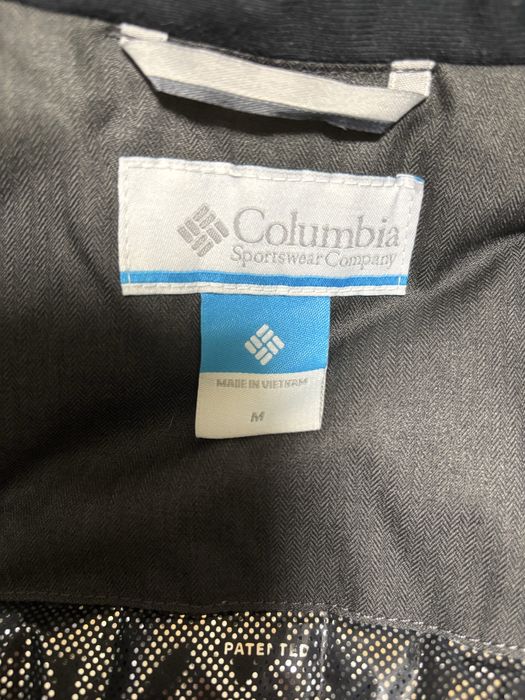 Columbia
Sportswear Company
MADE IN VIETNAM
M
PATENTED